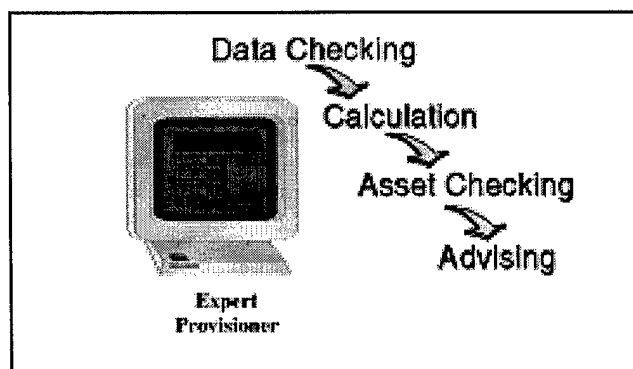 Data Checking
Calculation
Asset Checking
Advising
Expert
Provisioner